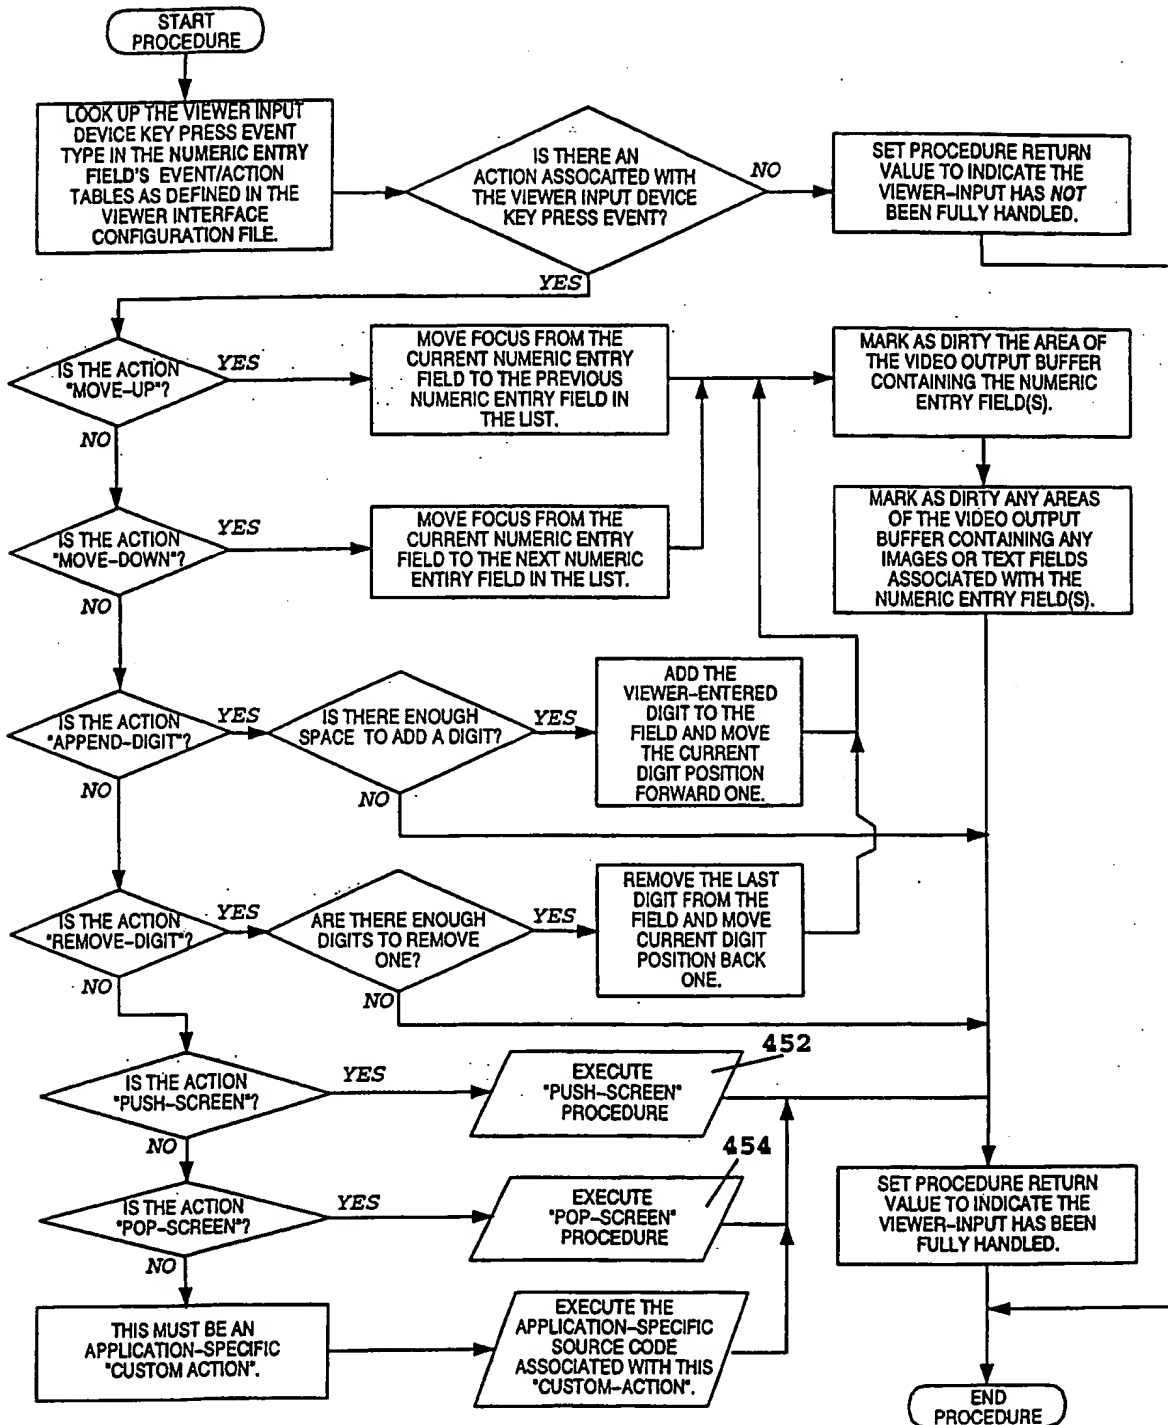 START
PROCEDURE
LOOK UP THE VIEWER INPUT
DEVICE KEY PRESS EVENT
TYPE IN THE NUMERIC ENTRY
FIELD'S EVENT/ACTION
TABLES AS DEFINED IN THE
VIEWER INTERFACE
CONFIGURATION FILE.
IS THERE AN
ACTION ASSOCAITED WITH
THE VIEWER INPUT DEVICE
KEY PRESS EVENT?
NO
SET PROCEDURE RETURN
VALUE TO INDICATE THE
VIEWER-INPUT HAS NOT
BEEN FULLY HANDLED.
YES
IS THE ACTION
"MOVE-UP"?
YES
MOVE FOCUS FROM THE
CURRENT NUMERIC ENTRY
FIELD TO THE PREVIOUS
NUMERIC ENTIRY FIELD IN
THE LIST.
MARK AS DIRTY THE AREA OF
THE VIDEO OUTPUT BUFFER
CONTAINING THE NUMERIC
ENTRY FIELD(S).
NO
IS THE ACTION
"MOVE-DOWN"?
YES
MOVE FOCUS FROM THE
CURRENT NUMERIC ENTRY
FIELD TO THE NEXT NUMERIC
ENTIRY FIELD IN THE LIST.
MARK AS DIRTY ANY AREAS
OF THE VIDEO OUTPUT
BUFFER CONTAINING ANY
IMAGES OR TEXT FIELDS
ASSOCIATED WITH THE
NUMERIC ENTRY FIELD(S).
NO
IS THE ACTION
"APPEND-DIGIT"?
YES
IS THERE ENOUGH
SPACE TO ADD A DIGIT?
YES
ADD THE
VIEWER-ENTERED
DIGIT TO THE
FIELD AND MOVE
THE CURRENT
DIGIT POSITION
FORWARD ONE.
NO
NO
IS THE ACTION
"REMOVE-DIGIT"?
YES
ARE THERE ENOUGH
DIGITS TO REMOVE
ONE?
YES
REMOVE THE LAST
DIGIT FROM THE
FIELD AND MOVE
CURRENT DIGIT
POSITION BACK
ONE.
NO
NO
IS THE ACTION
"PUSH-SCREEN"?
YES
EXECUTE
"PUSH-SCREEN"
PROCEDURE
452
NO
IS THE ACTION
"POP-SCREEN"?
YES
EXECUTE
"POP-SCREEN"
PROCEDURE
454
SET PROCEDURE RETURN
VALUE TO INDICATE THE
VIEWER-INPUT HAS BEEN
FULLY HANDLED.
NO
THIS MUST BE AN
APPLICATION-SPECIFIC
"CUSTOM ACTION".
EXECUTE THE
APPLICATION-SPECIFIC
SOURCE CODE
ASSOCIATED WITH THIS
"CUSTOM-ACTION".
END
PROCEDURE